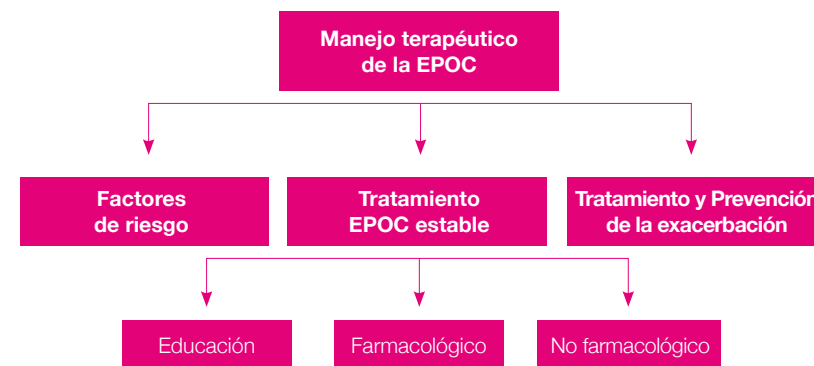 Manejo terapéutico
de la EPOC
Factores
de riesgo
Tratamiento
EPOC estable
Tratamiento y Prevención
de la exacerbación
Educación
Farmacológico
No farmacológico